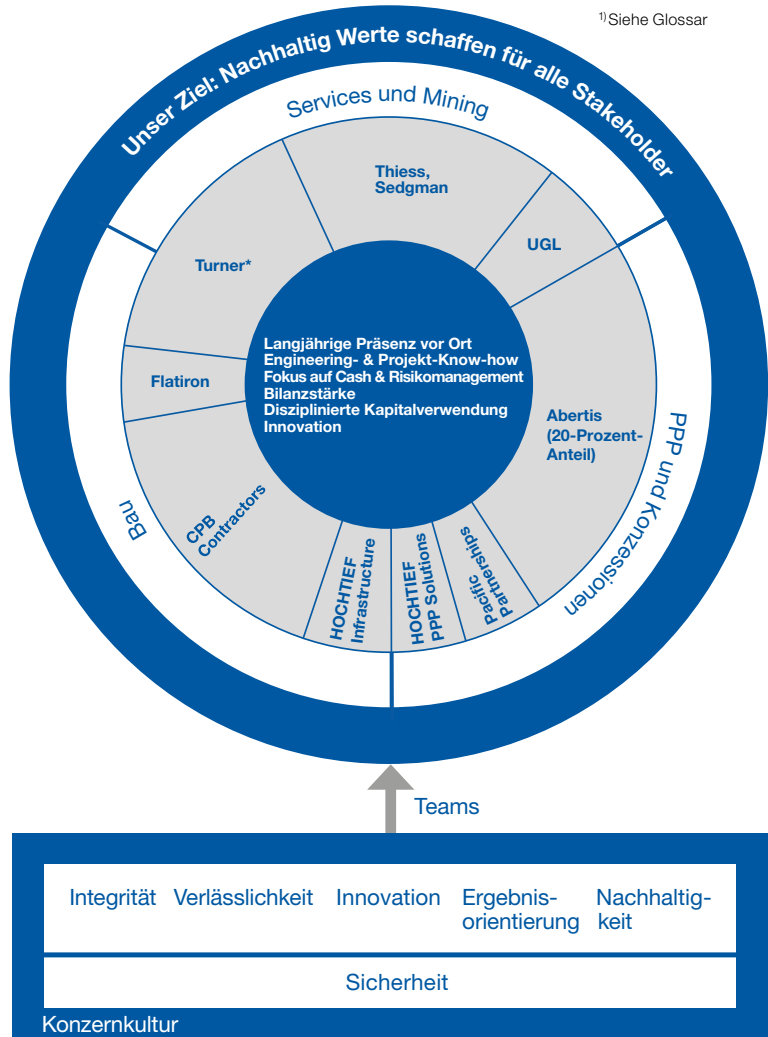 ¹⁾Siehe Glossar
Unser Ziel: Nachhaltig Werte schaffen für alle Stakeholder
Services und Mining
Thiess,
Sedgman
UGL
Turner*
Langjährige Präsenz vor Ort
Engineering- & Projekt-Know-how
Fokus auf Cash & Risikomanagement
Bilanzstärke
Disziplinierte Kapitalverwendung
Innovation
Flatiron
Abertis
(20-Prozent-
Anteil)
PPP und Konzessionen
Bau
CPB
Contractors
HOCHTIEF
Infrastructure
HOCHTIEF
PPP Solutions
Pacific
Partnerships
Teams
Integrität
Verlässlichkeit
Innovation
Ergebnis-
orientierung
Nachhaltig-
keit
Sicherheit
Konzernkultur